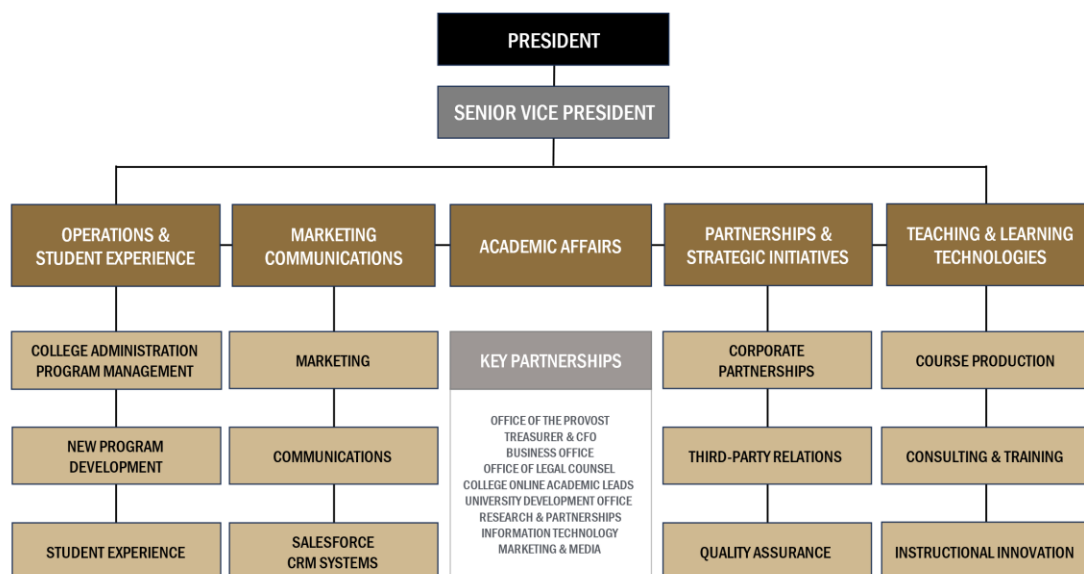 PRESIDENT
SENIOR VICE PRESIDENT
OPERATIONS &
STUDENT EXPERIENCE
MARKETING
COMMUNICATIONS
ACADEMIC AFFAIRS
PARTNERSHIPS &
STRATEGIC INITIATIVES
TEACHING & LEARNING
TECHNOLOGIES
COLLEGE ADMINISTRATION
PROGRAM MANAGEMENT
MARKETING
KEY PARTNERSHIPS
CORPORATE
PARTNERSHIPS
COURSE PRODUCTION
NEW PROGRAM
DEVELOPMENT
COMMUNICATIONS
OFFICE OF THE PROVOST
TREASURER & CFO
BUSINESS OFFICE
OFFICE OF LEGAL COUNSEL
COLLEGE ONLINE ACADEMIC LEADS
UNIVERSITY DEVELOPMENT OFFICE
RESEARCH & PARTNERSHIPS
INFORMATION TECHNOLOGY
MARKETING & MEDIA
THIRD-PARTY RELATIONS
CONSULTING & TRAINING
STUDENT EXPERIENCE
SALESFORCE
CRM SYSTEMS
QUALITY ASSURANCE
INSTRUCTIONAL INNOVATION